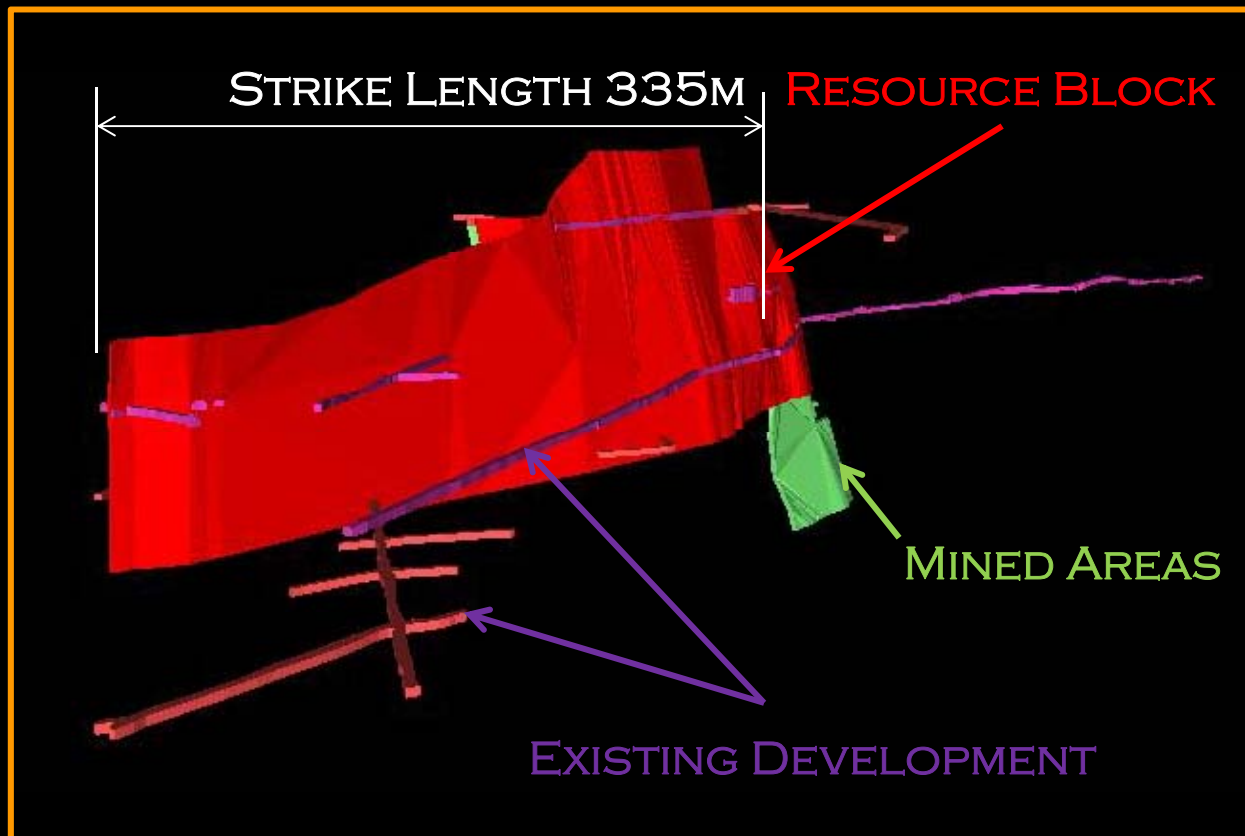 Strike Length 335m
Resource Block
Mined Areas
Existing Development